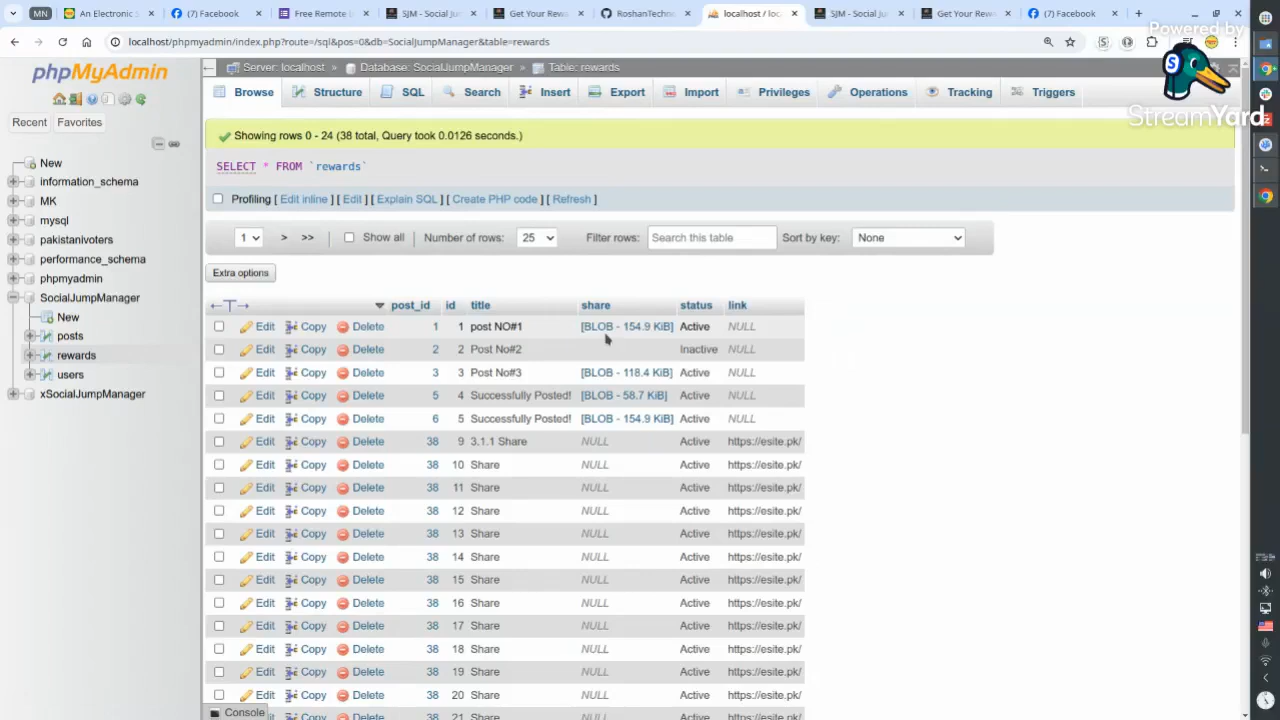 MN
An Electronic S
(2) Facebook
Free Remote L
SJM - Social Ju
Get Your Rewa
RoshanTechno
localhost / loc
SJM - Social Ju
Get Your Rew
(2) Facebook
localhost/phpmyadmin/index.php?route=/sql&pos=0&db=SocialJumpManager&table=rewards
Powered by
StreamYard
phpMyAdmin
Recent
Favorites
New
information_schema
MK
mysql
pakistanivoters
performance_schema
phpmyadmin
SocialJumpManager
New
posts
rewards
users
xSocialJumpManager
Server: localhost » Database: SocialJumpManager » Table: rewards
Browse Structure SQL Search Insert Export Import Privileges Operations Tracking Triggers
Showing rows 0 - 24 (38 total, Query took 0.0126 seconds.)
SELECT * FROM `rewards`
Profiling [ Edit inline ] [ Edit ] [ Explain SQL ] [ Create PHP code ] [ Refresh ]
1 > >> Show all Number of rows: 25 Filter rows: Search this table Sort by key: None
Extra options
post_id id title share status link
Edit Copy Delete 1 1 post NO#1 [BLOB - 154.9 KiB] Active NULL
Edit Copy Delete 2 2 Post No#2 Inactive NULL
Edit Copy Delete 3 3 Post No#3 [BLOB - 118.4 KiB] Active NULL
Edit Copy Delete 5 4 Successfully Posted! [BLOB - 58.7 KiB] Active NULL
Edit Copy Delete 6 5 Successfully Posted! [BLOB - 154.9 KiB] Active NULL
Edit Copy Delete 38 9 3.1.1 Share NULL Active https://esite.pk/
Edit Copy Delete 38 10 Share NULL Active https://esite.pk/
Edit Copy Delete 38 11 Share NULL Active https://esite.pk/
Edit Copy Delete 38 12 Share NULL Active https://esite.pk/
Edit Copy Delete 38 13 Share NULL Active https://esite.pk/
Edit Copy Delete 38 14 Share NULL Active https://esite.pk/
Edit Copy Delete 38 15 Share NULL Active https://esite.pk/
Edit Copy Delete 38 16 Share NULL Active https://esite.pk/
Edit Copy Delete 38 17 Share NULL Active https://esite.pk/
Edit Copy Delete 38 18 Share NULL Active https://esite.pk/
Edit Copy Delete 38 19 Share NULL Active https://esite.pk/
Edit Copy Delete 38 20 Share NULL Active https://esite.pk/
Edit Copy Delete 38 21 Share NULL Active https://esite.pk/
Console